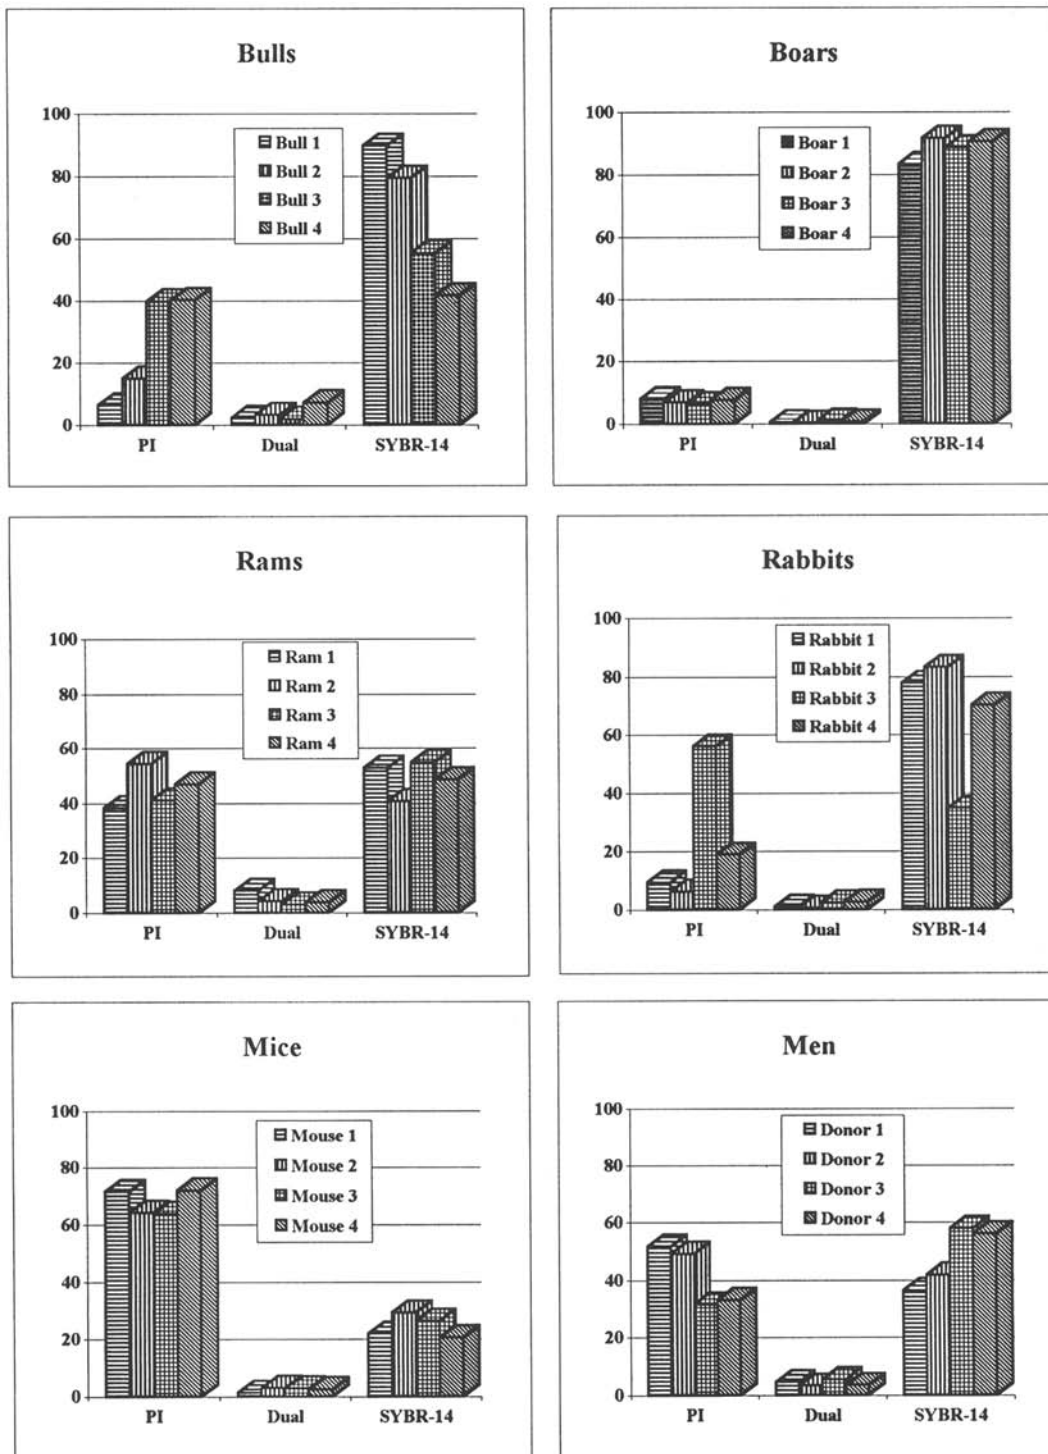 Bulls
100
80
60
40
20
0
Bull 1
Bull 2
Bull 3
Bull 4
PI Dual SYBR-14
Boars
100
80
60
40
20
0
Boar 1
Boar 2
Boar 3
Boar 4
PI Dual SYBR-14
Rams
100
80
60
40
20
0
Ram 1
Ram 2
Ram 3
Ram 4
PI Dual SYBR-14
Rabbits
100
80
60
40
20
0
Rabbit 1
Rabbit 2
Rabbit 3
Rabbit 4
PI Dual SYBR-14
Mice
100
80
60
40
20
0
Mouse 1
Mouse 2
Mouse 3
Mouse 4
PI Dual SYBR-14
Men
100
80
60
40
20
0
Donor 1
Donor 2
Donor 3
Donor 4
PI Dual SYBR-14